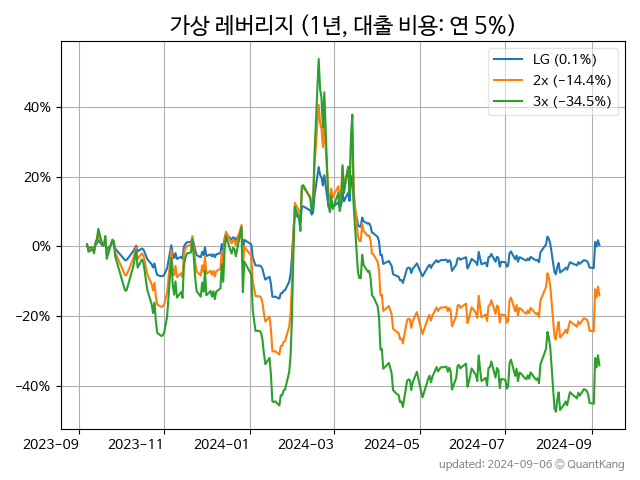 가상 레버리지 (1년, 대출 비용: 연 5%)
LG (0.1%)
2x (−14.4%)
3x (−34.5%)
40%
20%
0%
−20%
−40%
2023-09 2023-11 2024-01 2024-03 2024-05 2024-07 2024-09
updated: 2024-09-06 © QuantKang